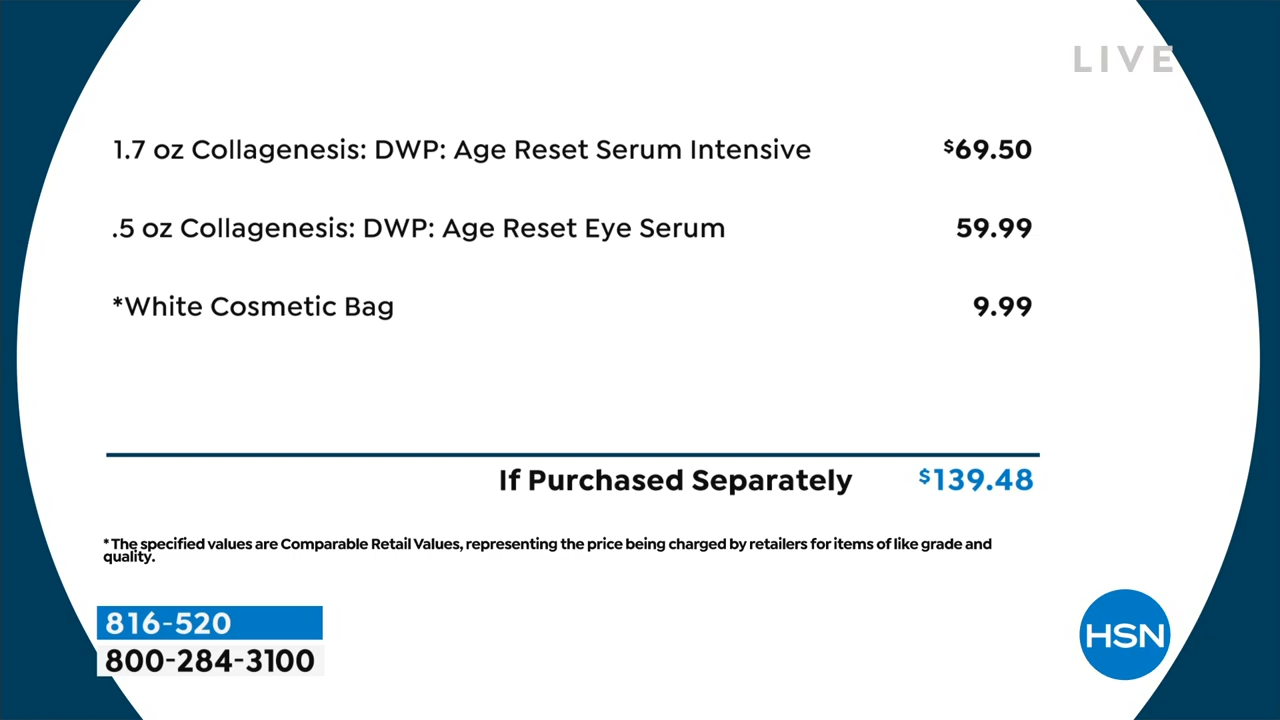 LIVE
1.7 oz Collagenesis: DWP: Age Reset Serum Intensive $69.50
.5 oz Collagenesis: DWP: Age Reset Eye Serum 59.99
*White Cosmetic Bag 9.99
If Purchased Separately $139.48
*The specified values are Comparable Retail Values, representing the price being charged by retailers for items of like grade and
quality.
816-520
800-284-3100
HSN